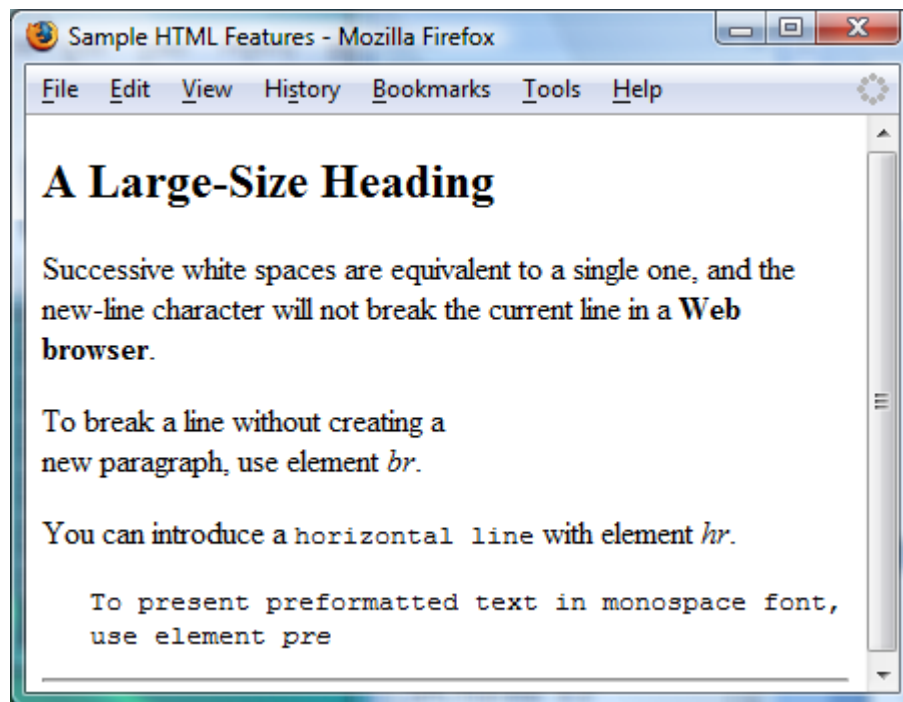 Sample HTML Features - Mozilla Firefox
File Edit View History Bookmarks Tools Help
A Large-Size Heading
Successive white spaces are equivalent to a single one, and the
new-line character will not break the current line in a Web
browser.
To break a line without creating a
new paragraph, use element br.
You can introduce a horizontal line with element hr.
To present preformatted text in monospace font,
use element pre